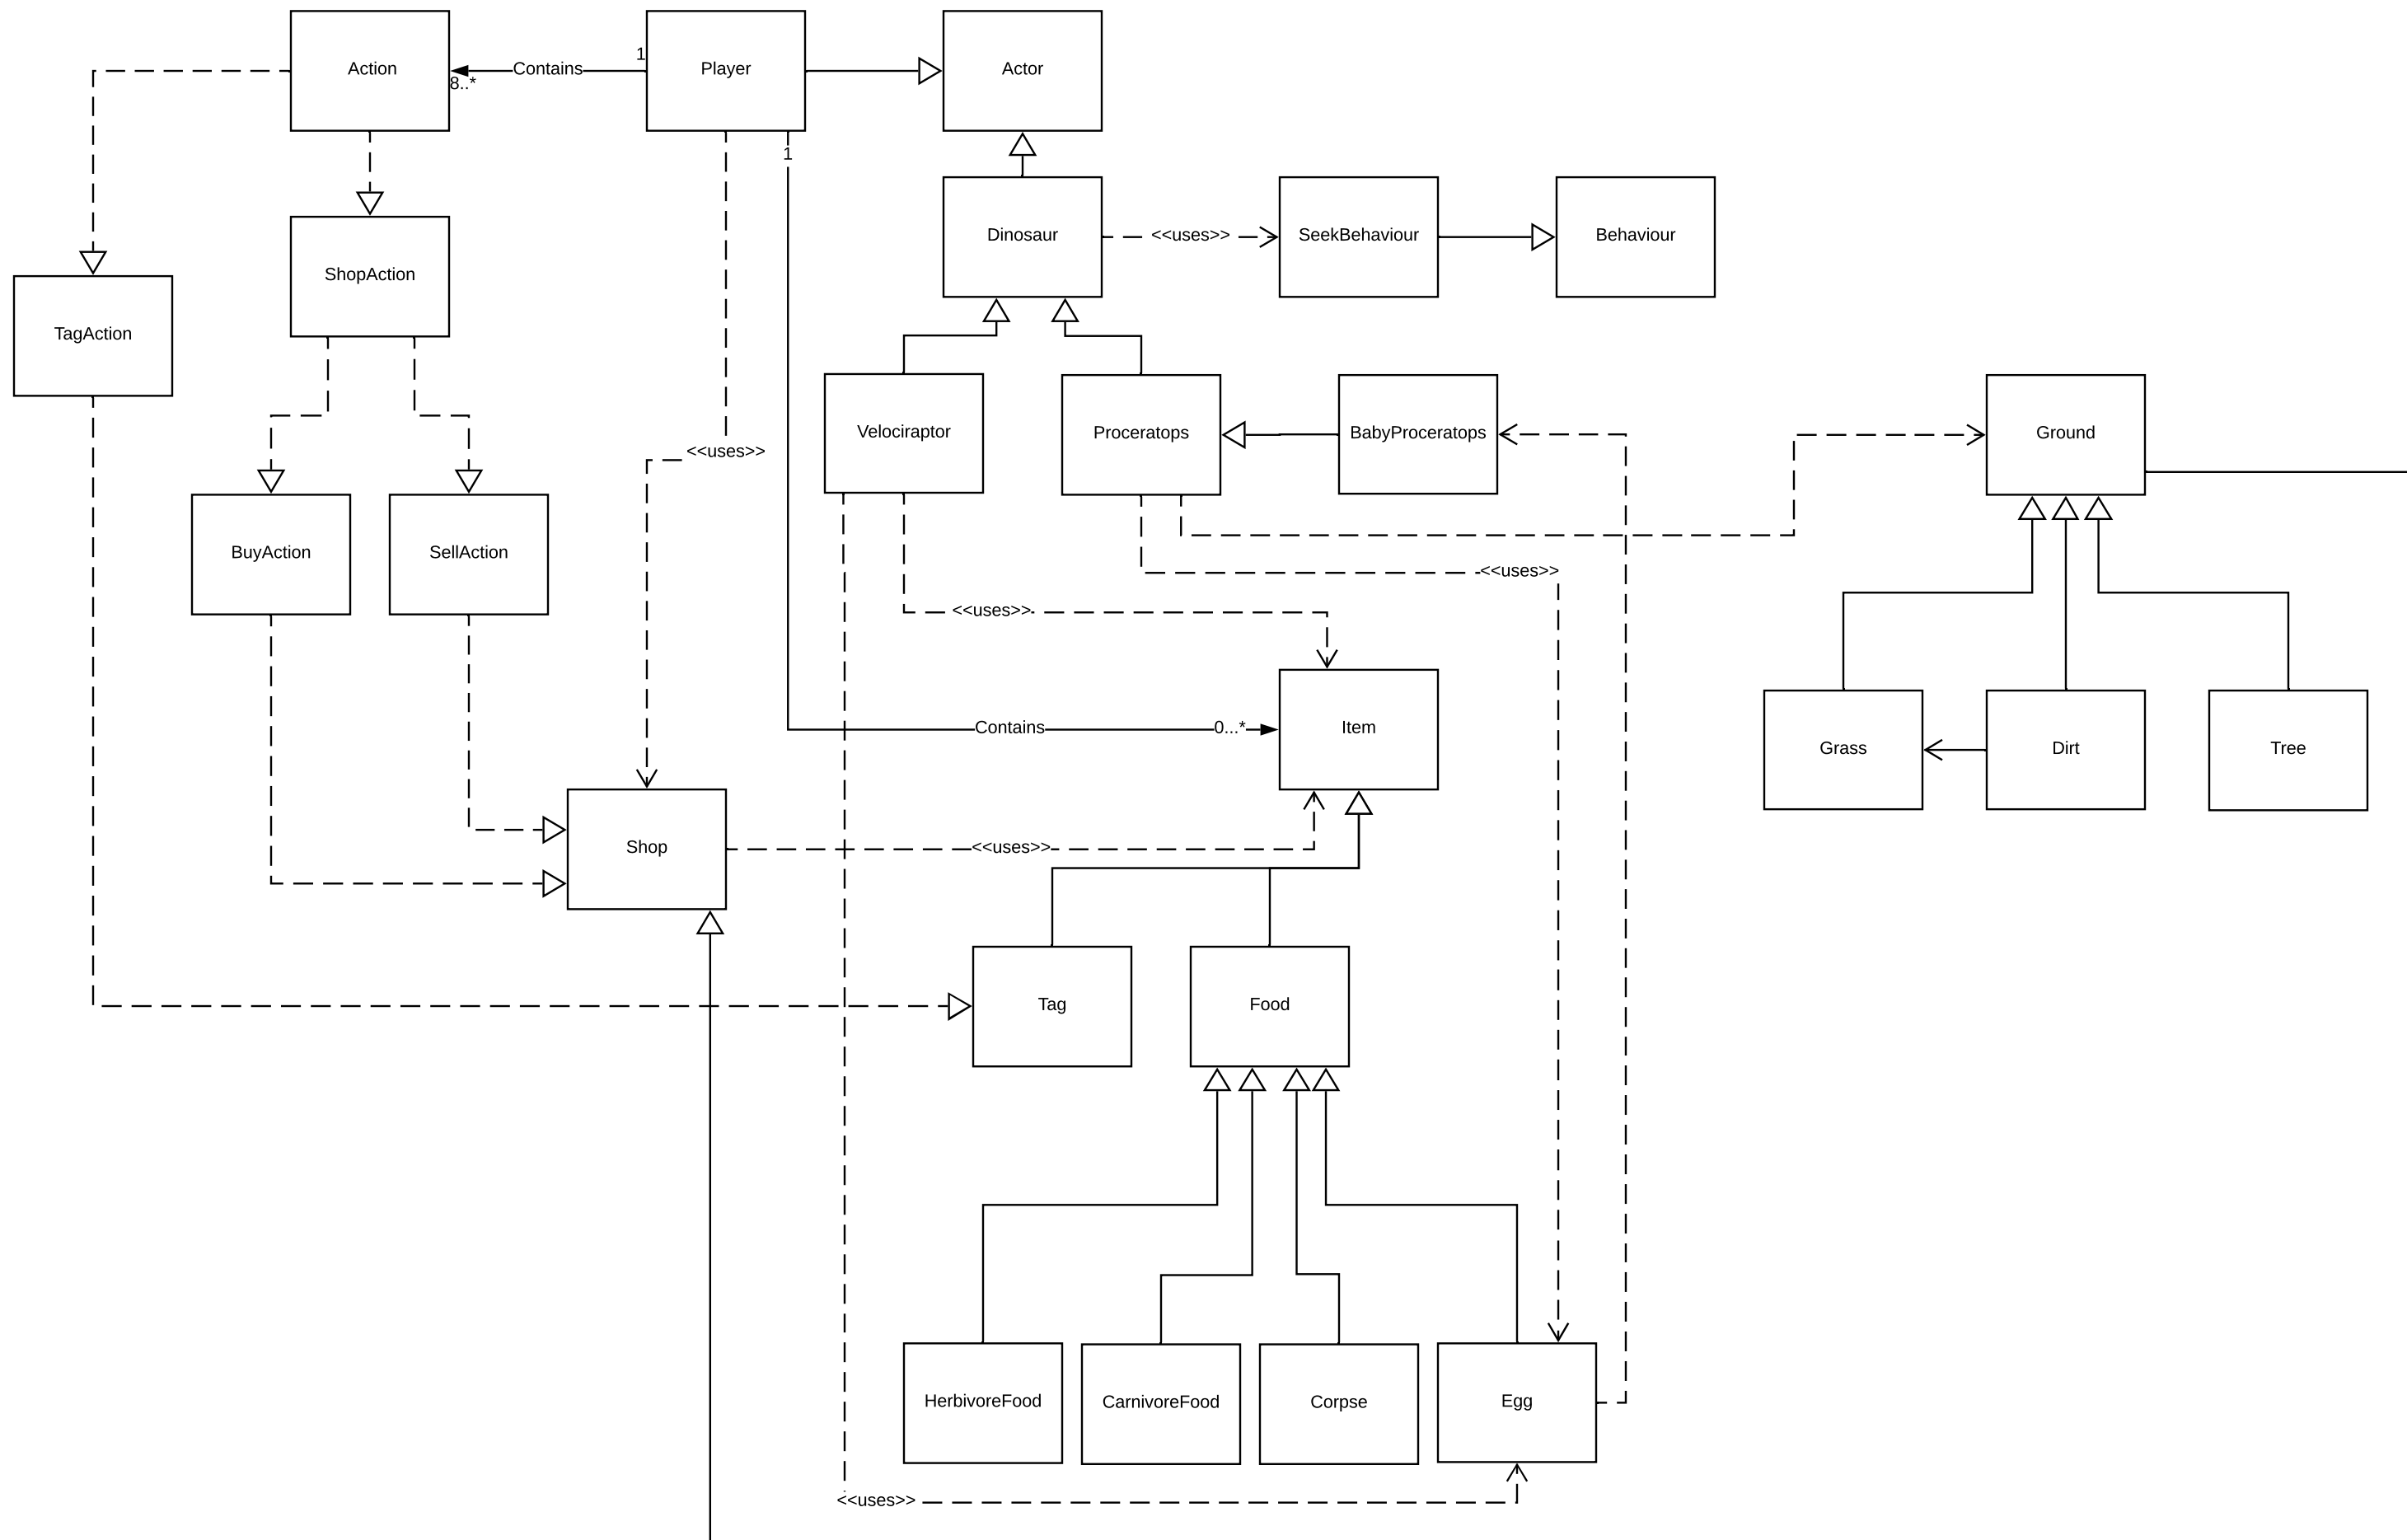 Action
Contains
1
8..*
Player
Actor
1
Dinosaur
<<uses>>
SeekBehaviour
Behaviour
ShopAction
TagAction
Velociraptor
Proceratops
BabyProceratops
Ground
<<uses>>
BuyAction
SellAction
<<uses>>
<<uses>>
Contains
0...*
Item
Grass
Dirt
Tree
Shop
<<uses>>
Tag
Food
HerbivoreFood
CarnivoreFood
Corpse
Egg
<<uses>>